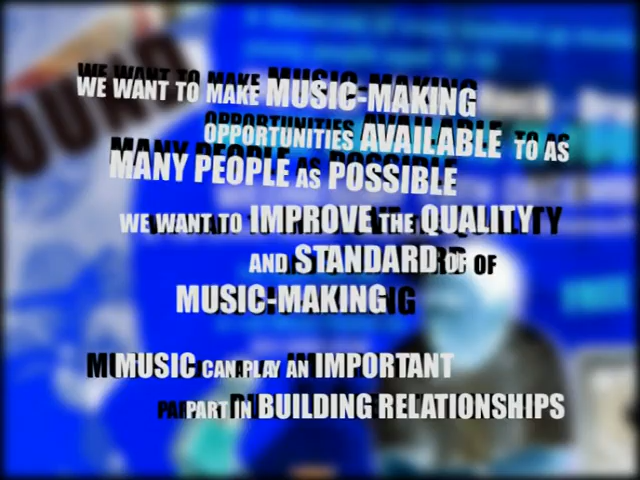 WE WANT TO MAKE MUSIC-MAKING
OPPORTUNITIES AVAILABLE TO AS
MANY PEOPLE AS POSSIBLE
WE WANT TO IMPROVE THE QUALITY
AND STANDARD OF
MUSIC-MAKING
MUSIC CAN PLAY AN IMPORTANT
PART IN BUILDING RELATIONSHIPS